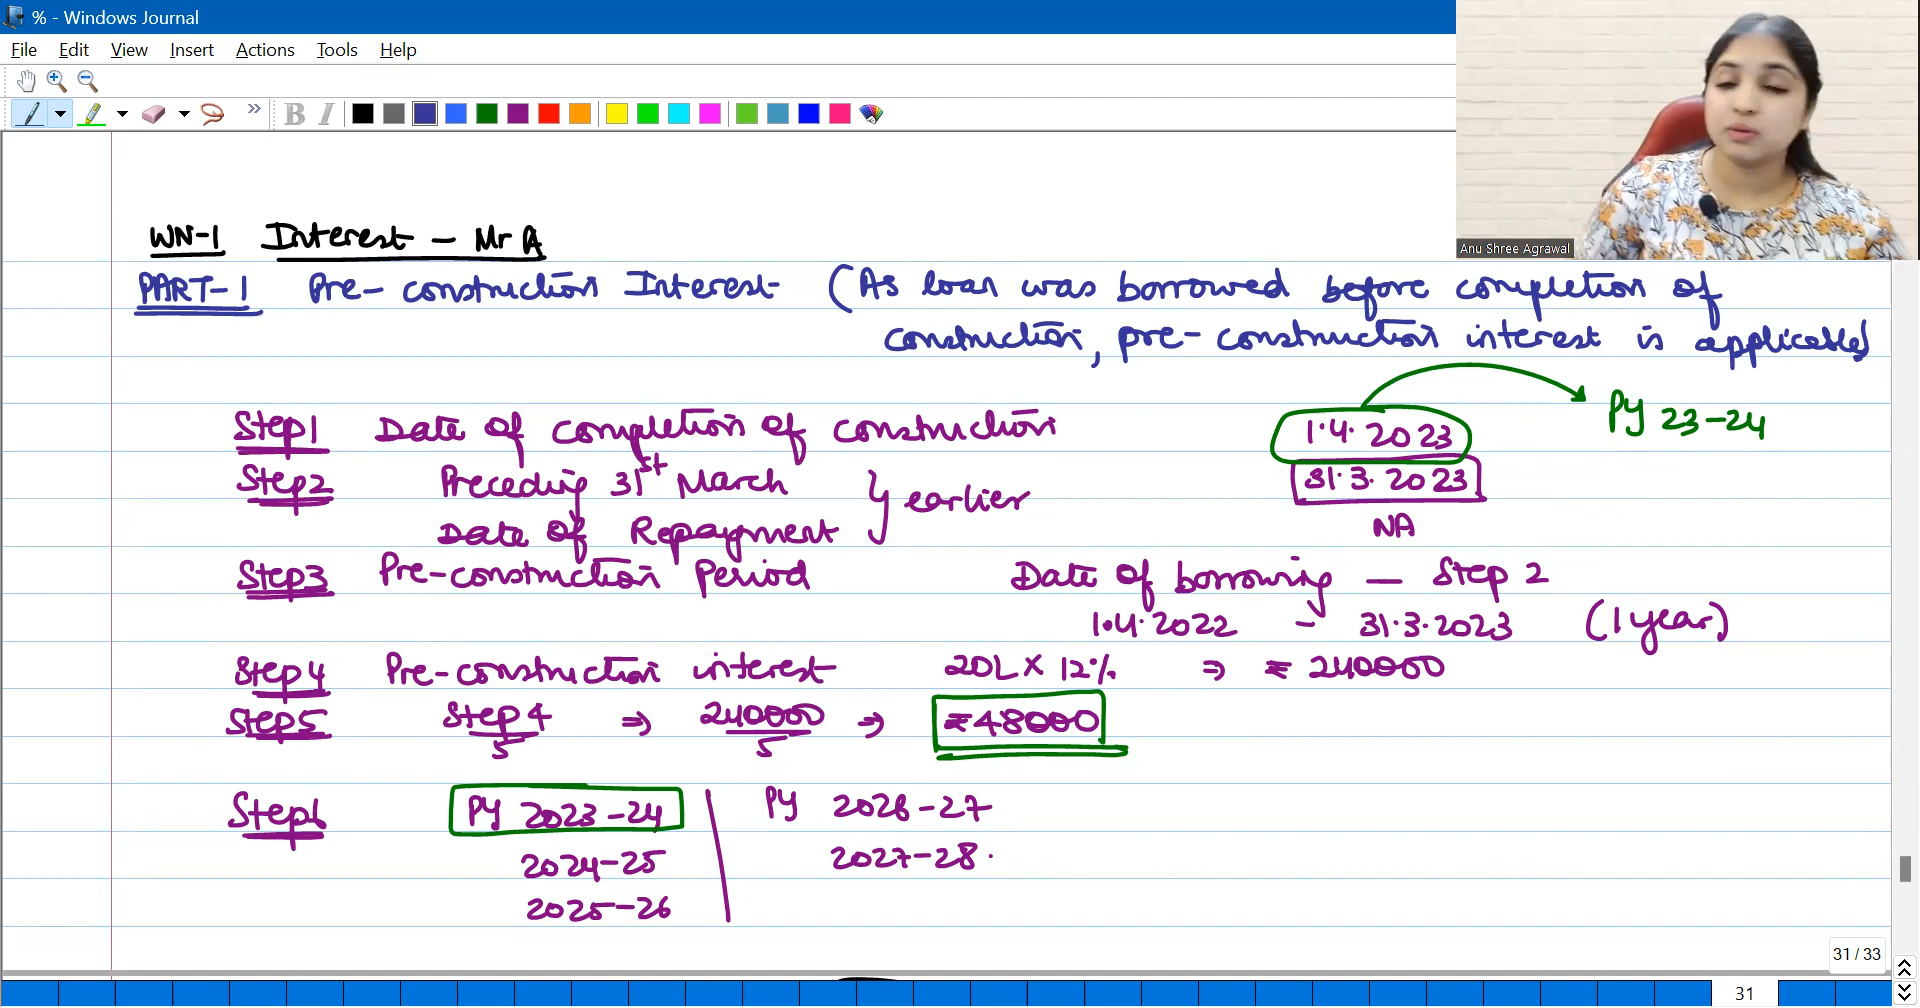 % - Windows Journal
File Edit View Insert Actions Tools Help
B I
Anu Shree Agrawal
WN-1 Interest - Mr A
PART-1 Pre-construction Interest (As loan was borrowed before completion of
construction, pre-construction interest is applicable)
Step1 Date of completion of construction 1.4.2023 PY 23-24
Step2 Preceding 31st March } earlier 31.3.2023
Date of Repayment NA
Step3 Pre-construction Period Date of borrowing - Step 2
1.4.2022 - 31.3.2023 (1 year)
Step4 Pre-construction interest 20L x 12% ⇒ ₹ 240000
Step5 Step 4 / 5 ⇒ 240000 / 5 ⇒ ₹48000
Step6 PY 2023-24 | PY 2026-27
2024-25 2027-28.
2025-26
31 / 33
31